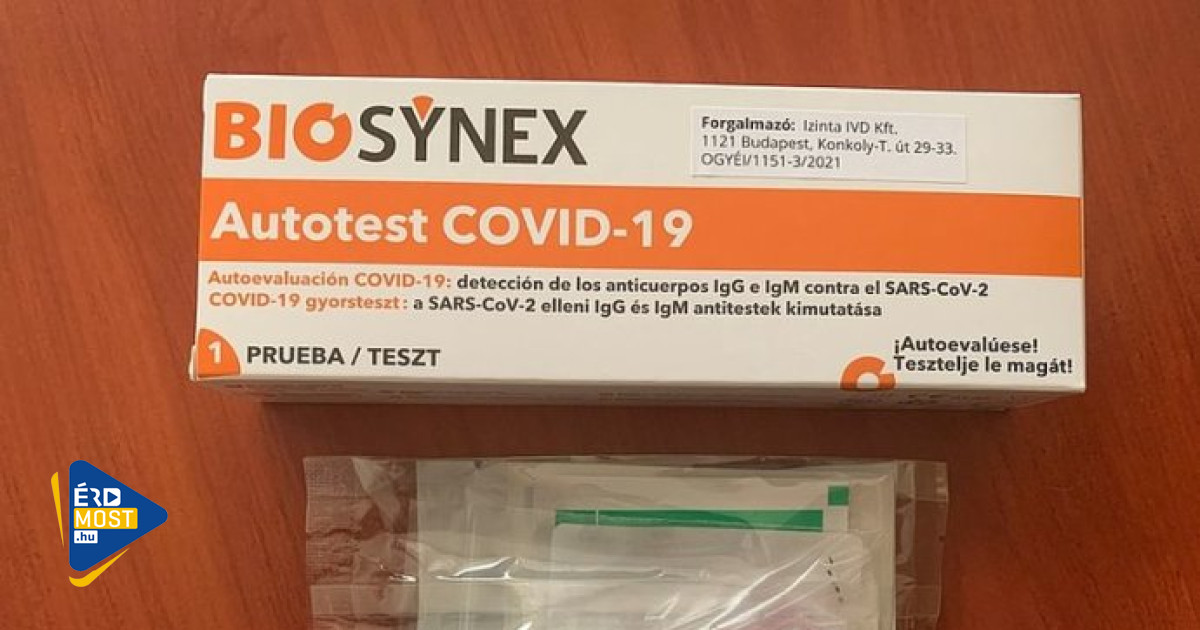 BIOSYNEX
Forgalmazó: Izinta IVD Kft.
1121 Budapest, Konkoly-T. út 29-33.
OGYÉI/1151-3/2021
Autotest COVID-19
Autoevaluación COVID-19: detección de los anticuerpos IgG e IgM contra el SARS-CoV-2
COVID-19 gyorsteszt: a SARS-CoV-2 elleni IgG és IgM antitestek kimutatása
1 PRUEBA / TESZT
¡Autoevalúese!
Tesztelje le magát!
ÉRD
MOST
.hu